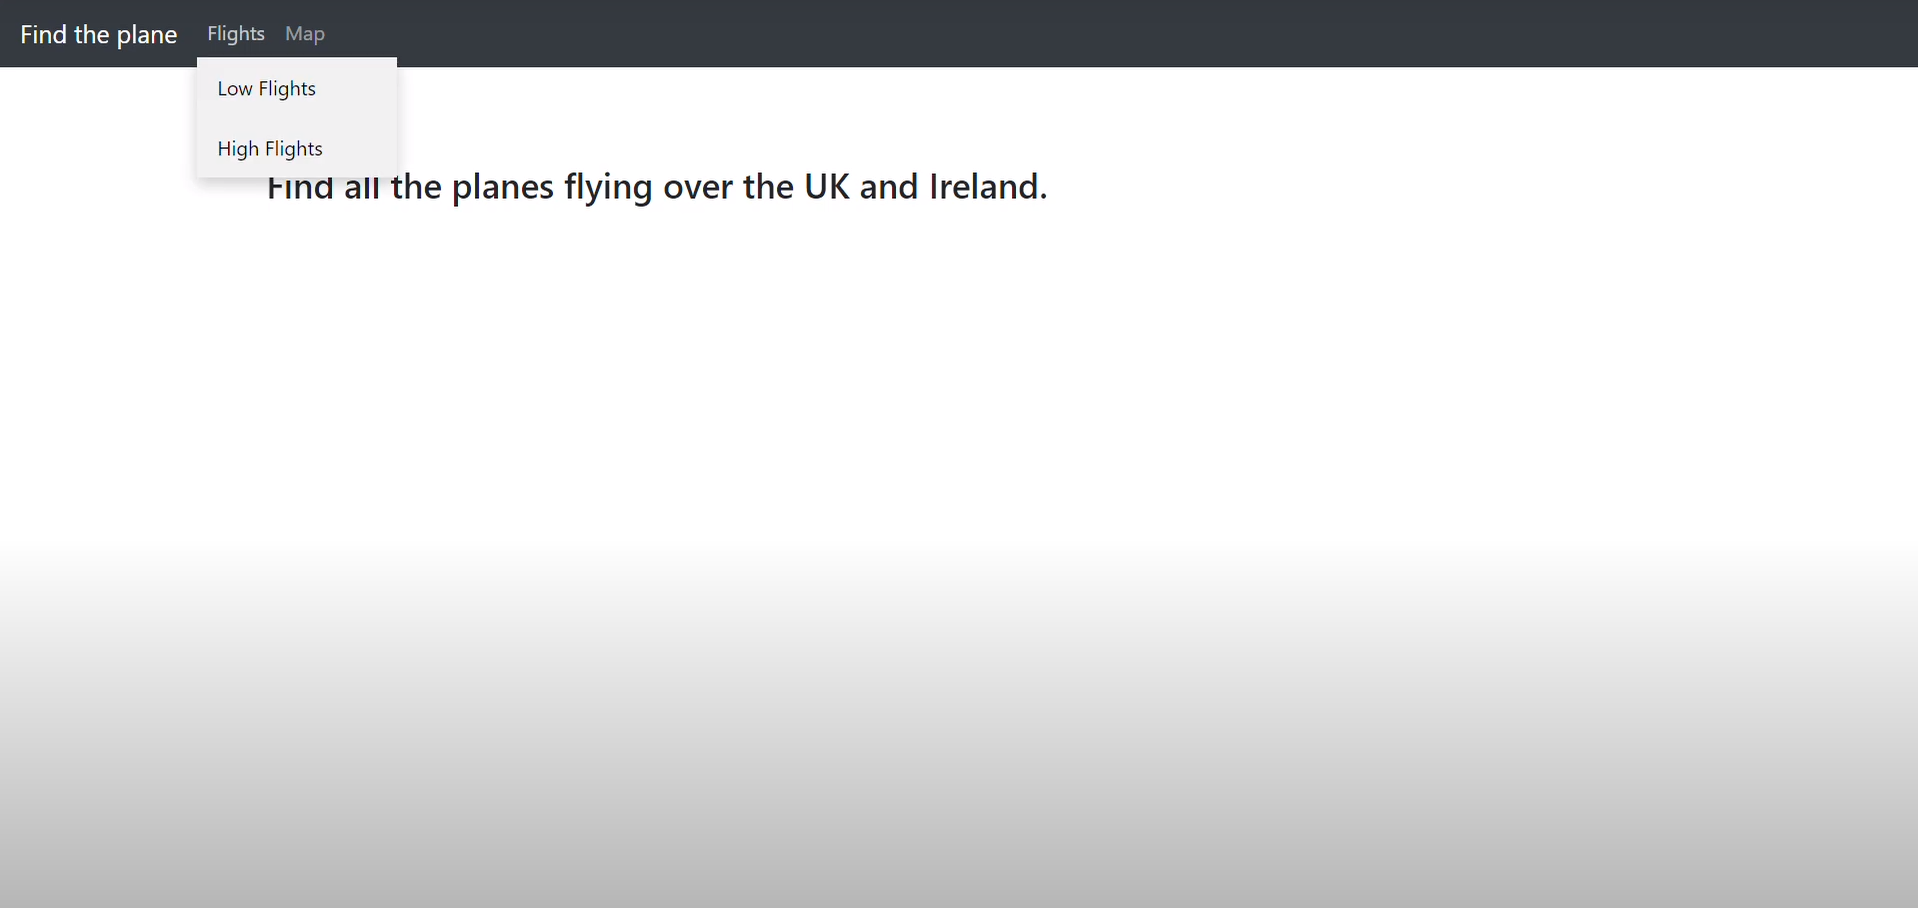 Find the plane Flights Map
Low Flights
High Flights
Find all the planes flying over the UK and Ireland.